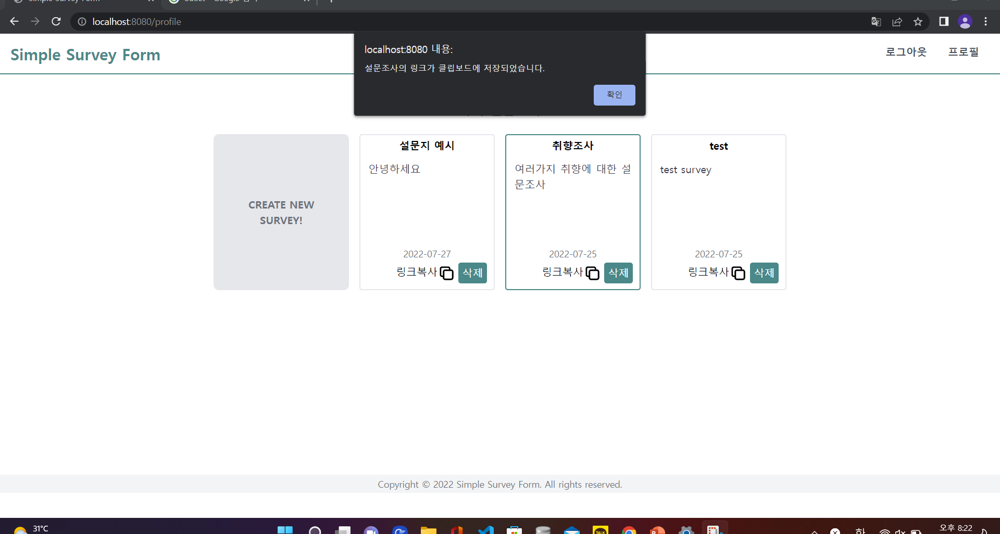 localhost:8080/profile
localhost:8080 내용:
설문조사의 링크가 클립보드에 저장되었습니다.
확인
Simple Survey Form
로그아웃 프로필
CREATE NEW
SURVEY!
설문지 예시
안녕하세요
2022-07-27
링크복사 삭제
취향조사
여러가지 취향에 대한 설
문조사
2022-07-25
링크복사 삭제
test
test survey
2022-07-25
링크복사 삭제
Copyright © 2022 Simple Survey Form. All rights reserved.
31°C
TALK
오후 8:22